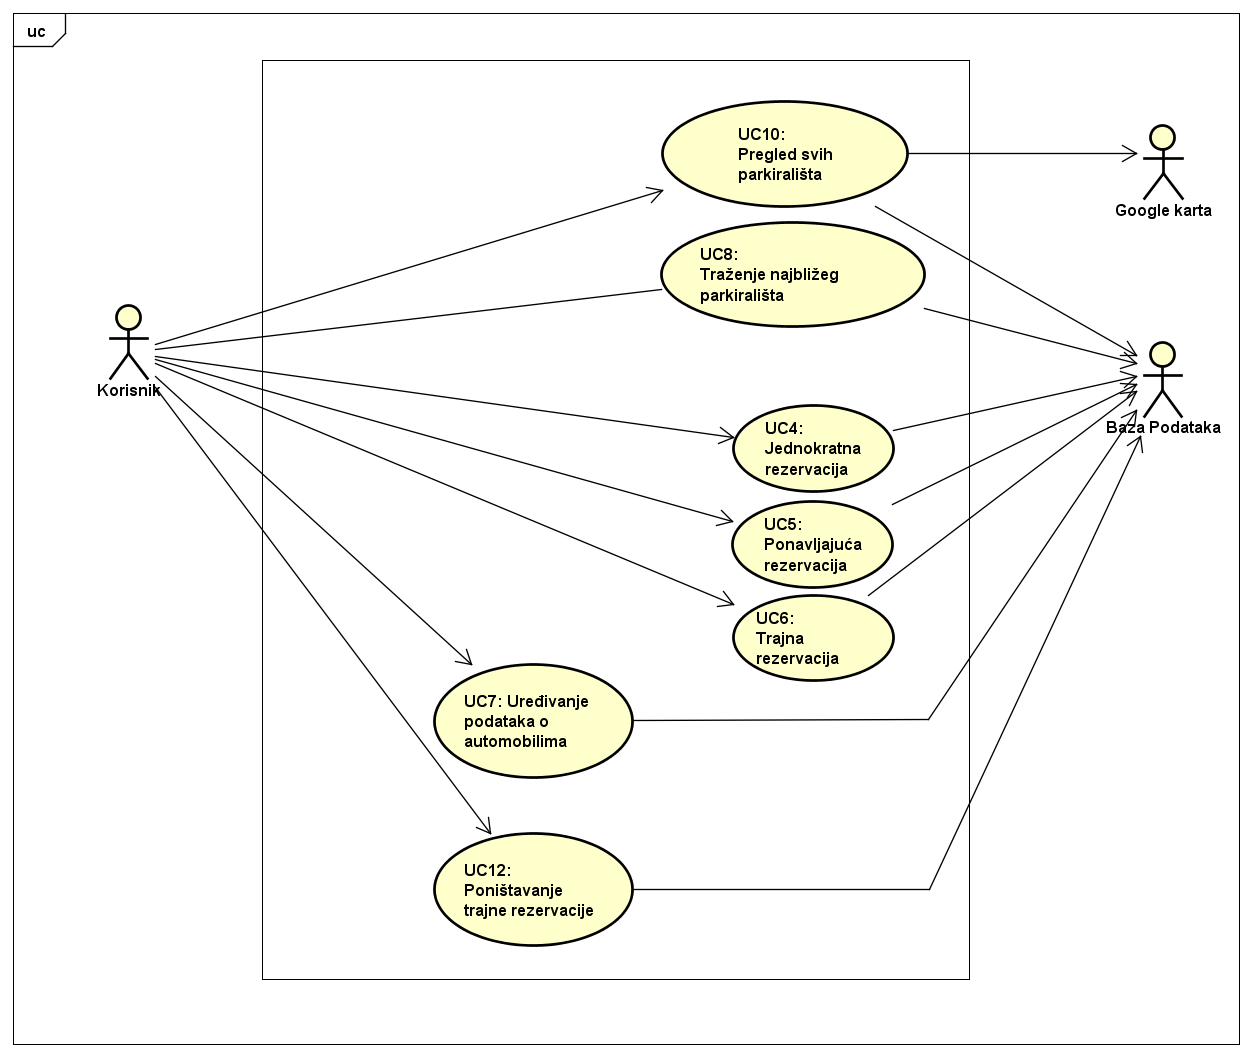 uc
UC10:
Pregled svih
parkirališta
Google karta
UC8:
Traženje najbližeg
parkirališta
Korisnik
Baza Podataka
UC4:
Jednokratna
rezervacija
UC5:
Ponavljajuća
rezervacija
UC6:
Trajna
rezervacija
UC7: Uređivanje
podataka o
automobilima
UC12:
Poništavanje
trajne rezervacije